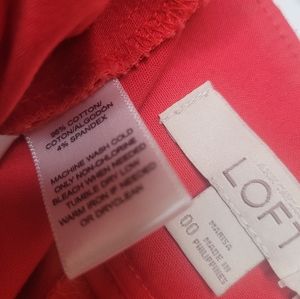 96% COTTON/
COTON/ALGODON
4% SPANDEX
MACHINE WASH COLD
ONLY NON-CHLORINE
BLEACH WHEN NEEDED
TUMBLE DRY LOW
WARM IRON IF NEEDED
OR DRYCLEAN
LOFT
MARISA
00
MADE IN
PHILIPPINES